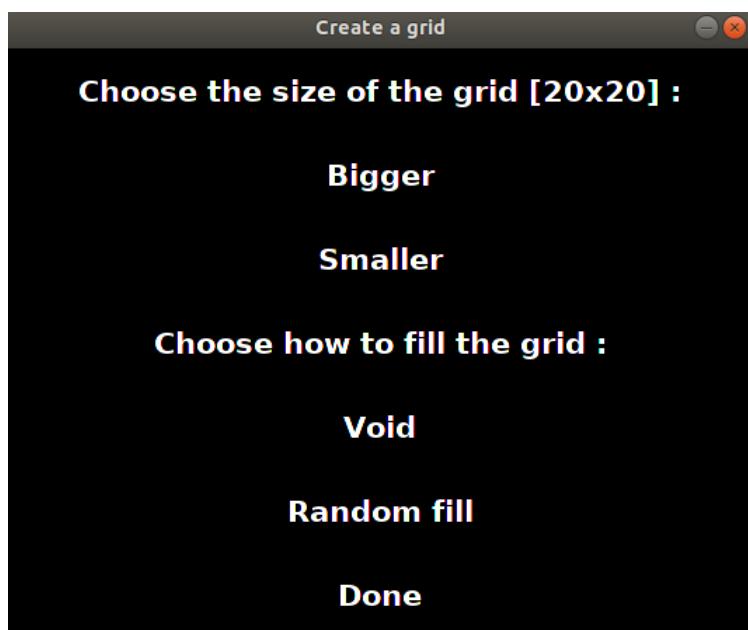 Create a grid
Choose the size of the grid [20x20] :
Bigger
Smaller
Choose how to fill the grid :
Void
Random fill
Done